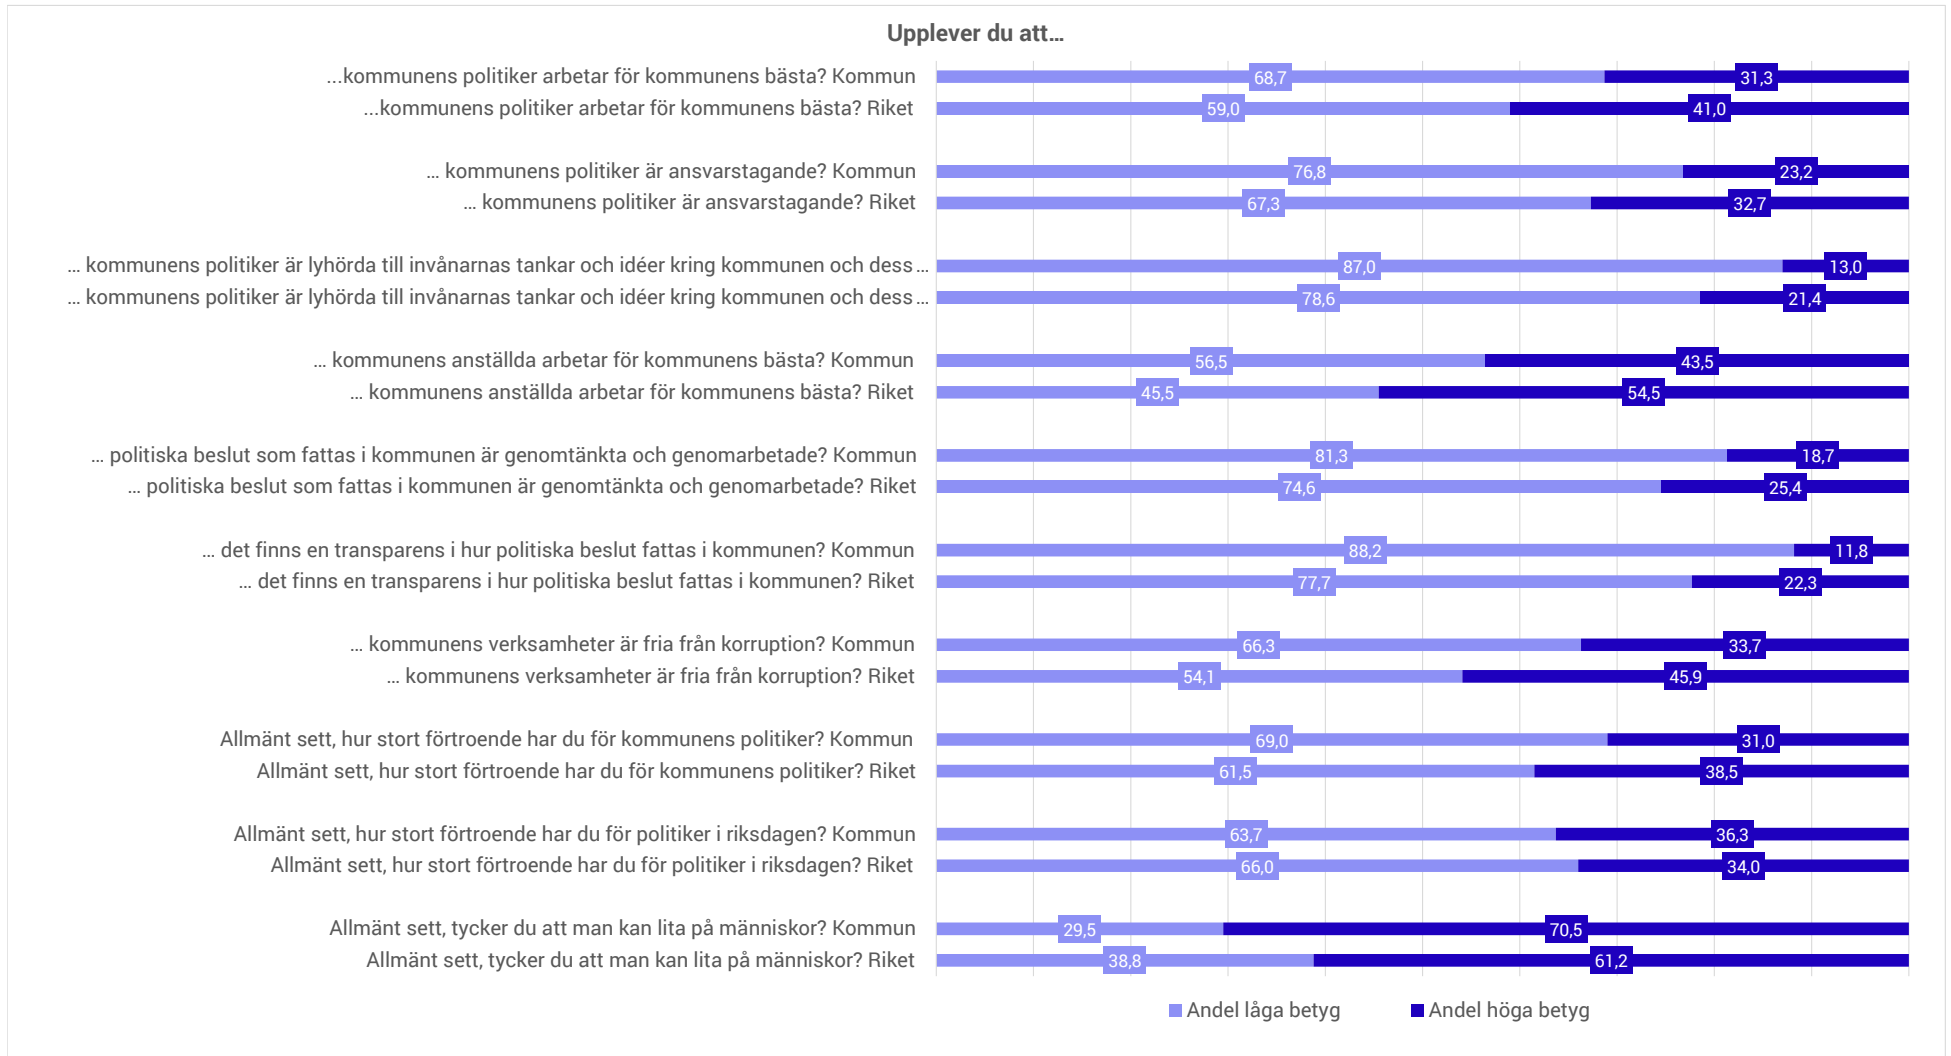 Upplever du att…
...kommunens politiker arbetar för kommunens bästa? Kommun 68,7 31,3
...kommunens politiker arbetar för kommunens bästa? Riket 59,0 41,0
… kommunens politiker är ansvarstagande? Kommun 76,8 23,2
… kommunens politiker är ansvarstagande? Riket 67,3 32,7
… kommunens politiker är lyhörda till invånarnas tankar och idéer kring kommunen och dess … 87,0 13,0
… kommunens politiker är lyhörda till invånarnas tankar och idéer kring kommunen och dess … 78,6 21,4
… kommunens anställda arbetar för kommunens bästa? Kommun 56,5 43,5
… kommunens anställda arbetar för kommunens bästa? Riket 45,5 54,5
… politiska beslut som fattas i kommunen är genomtänkta och genomarbetade? Kommun 81,3 18,7
… politiska beslut som fattas i kommunen är genomtänkta och genomarbetade? Riket 74,6 25,4
… det finns en transparens i hur politiska beslut fattas i kommunen? Kommun 88,2 11,8
… det finns en transparens i hur politiska beslut fattas i kommunen? Riket 77,7 22,3
… kommunens verksamheter är fria från korruption? Kommun 66,3 33,7
… kommunens verksamheter är fria från korruption? Riket 54,1 45,9
Allmänt sett, hur stort förtroende har du för kommunens politiker? Kommun 69,0 31,0
Allmänt sett, hur stort förtroende har du för kommunens politiker? Riket 61,5 38,5
Allmänt sett, hur stort förtroende har du för politiker i riksdagen? Kommun 63,7 36,3
Allmänt sett, hur stort förtroende har du för politiker i riksdagen? Riket 66,0 34,0
Allmänt sett, tycker du att man kan lita på människor? Kommun 29,5 70,5
Allmänt sett, tycker du att man kan lita på människor? Riket 38,8 61,2
Andel låga betyg Andel höga betyg